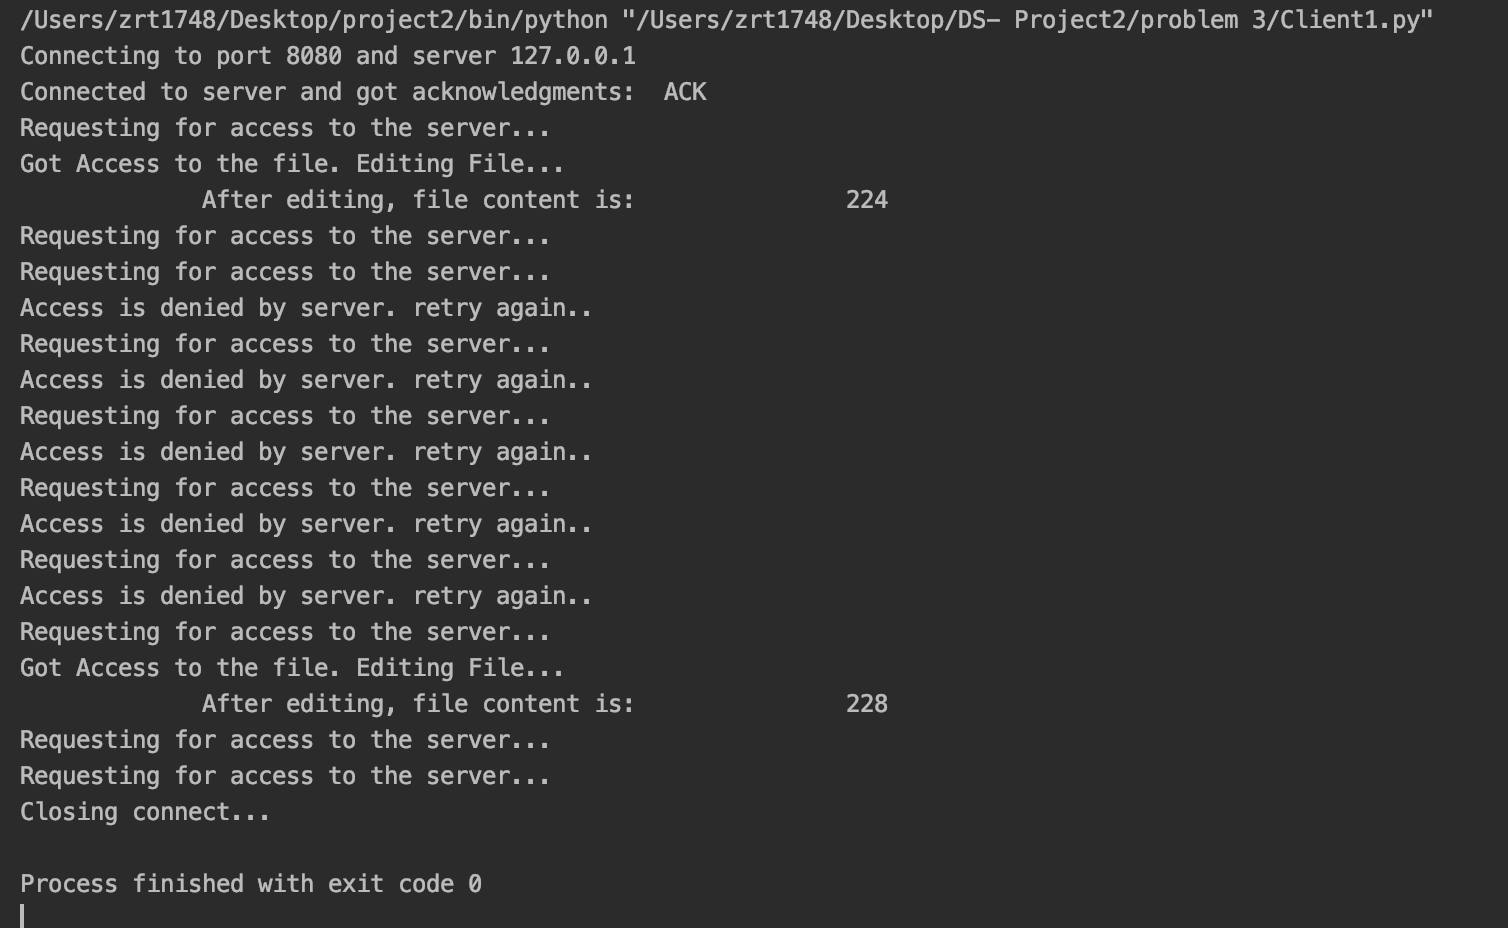 /Users/zrt1748/Desktop/project2/bin/python "/Users/zrt1748/Desktop/DS- Project2/problem 3/Client1.py"
Connecting to port 8080 and server 127.0.0.1
Connected to server and got acknowledgments:  ACK
Requesting for access to the server...
Got Access to the file. Editing File...
             After editing, file content is:               224
Requesting for access to the server...
Requesting for access to the server...
Access is denied by server. retry again..
Requesting for access to the server...
Access is denied by server. retry again..
Requesting for access to the server...
Access is denied by server. retry again..
Requesting for access to the server...
Access is denied by server. retry again..
Requesting for access to the server...
Access is denied by server. retry again..
Requesting for access to the server...
Got Access to the file. Editing File...
             After editing, file content is:               228
Requesting for access to the server...
Requesting for access to the server...
Closing connect...

Process finished with exit code 0